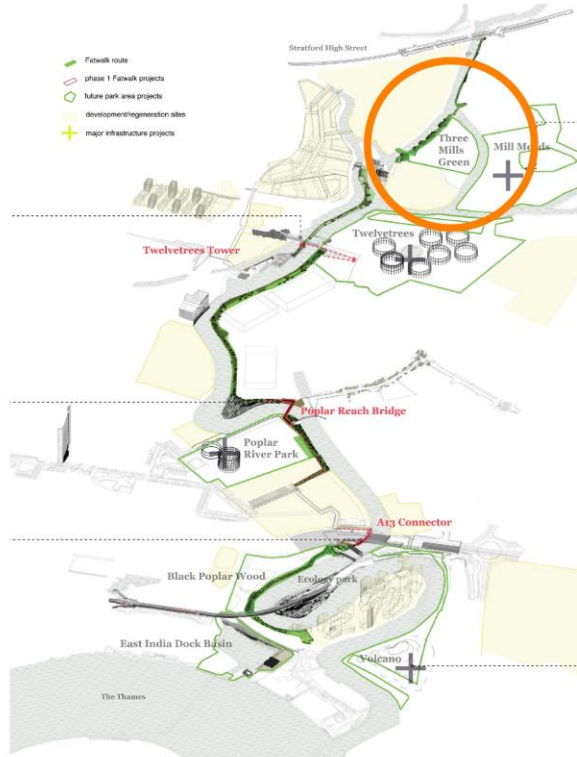 Stratford High Street
Fatwalk route
phase 1 Fatwalk projects
future park area projects
development/regeneration sites
major infrastructure projects
Three
Mills
Green
Mill Meads
Twelvetrees
Twelvetrees Tower
Poplar Reach Bridge
Poplar
River Park
A13 Connector
Black Poplar Wood
Ecology park
East India Dock Basin
Volcano
The Thames